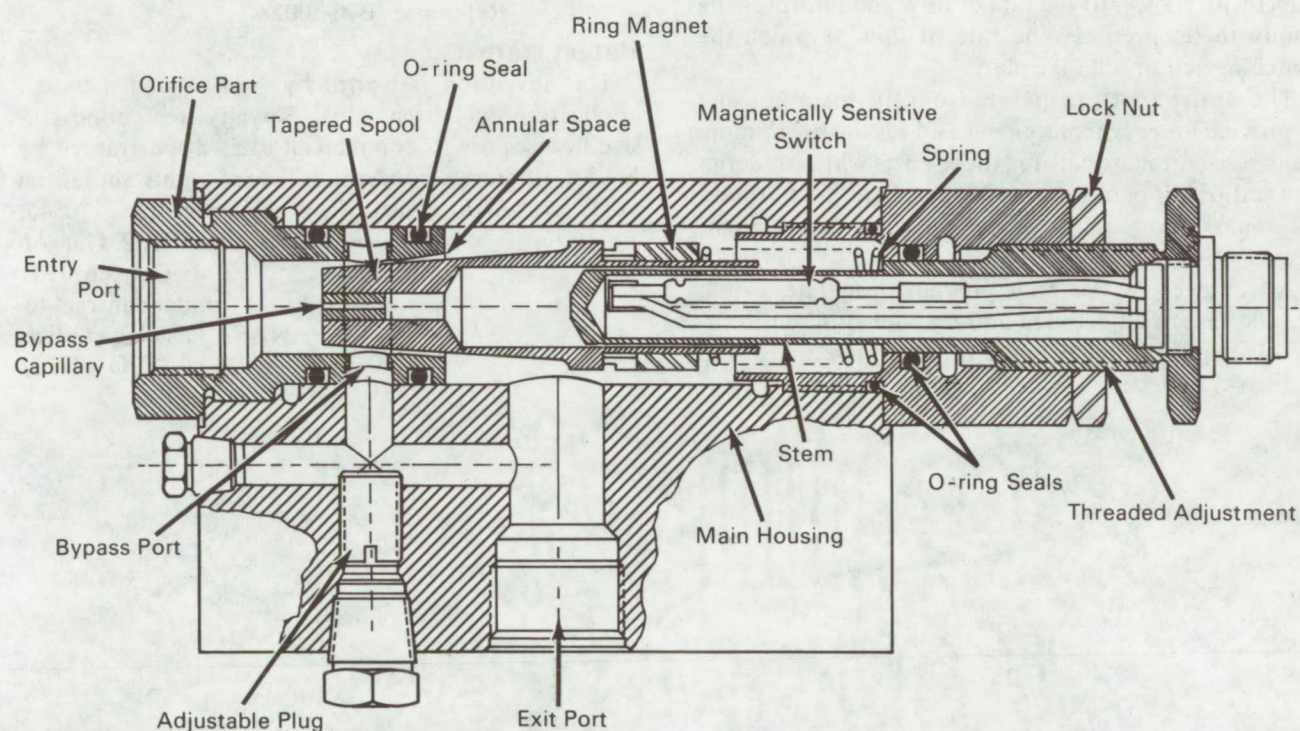 Ring Magnet
O-ring Seal
Orifice Part
Lock Nut
Tapered Spool
Annular Space
Magnetically Sensitive
Switch
Spring
Entry
Port
Bypass
Capillary
Stem
O-ring Seals
Threaded Adjustment
Main Housing
Bypass Port
Adjustable Plug
Exit Port